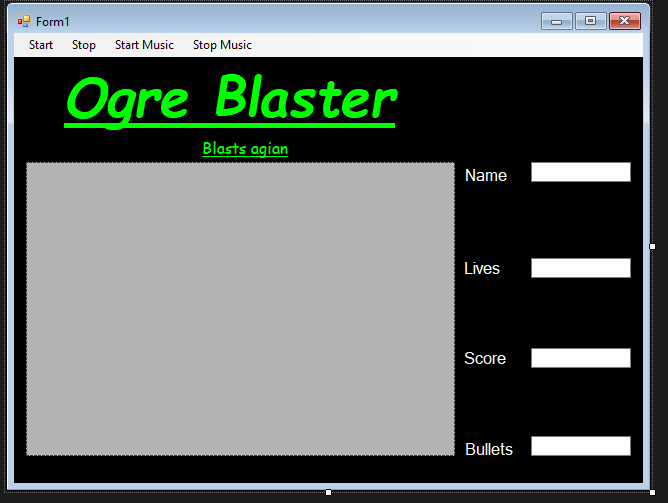 Form1
Start Stop Start Music Stop Music
Ogre Blaster
Blasts agian
Name
Lives
Score
Bullets